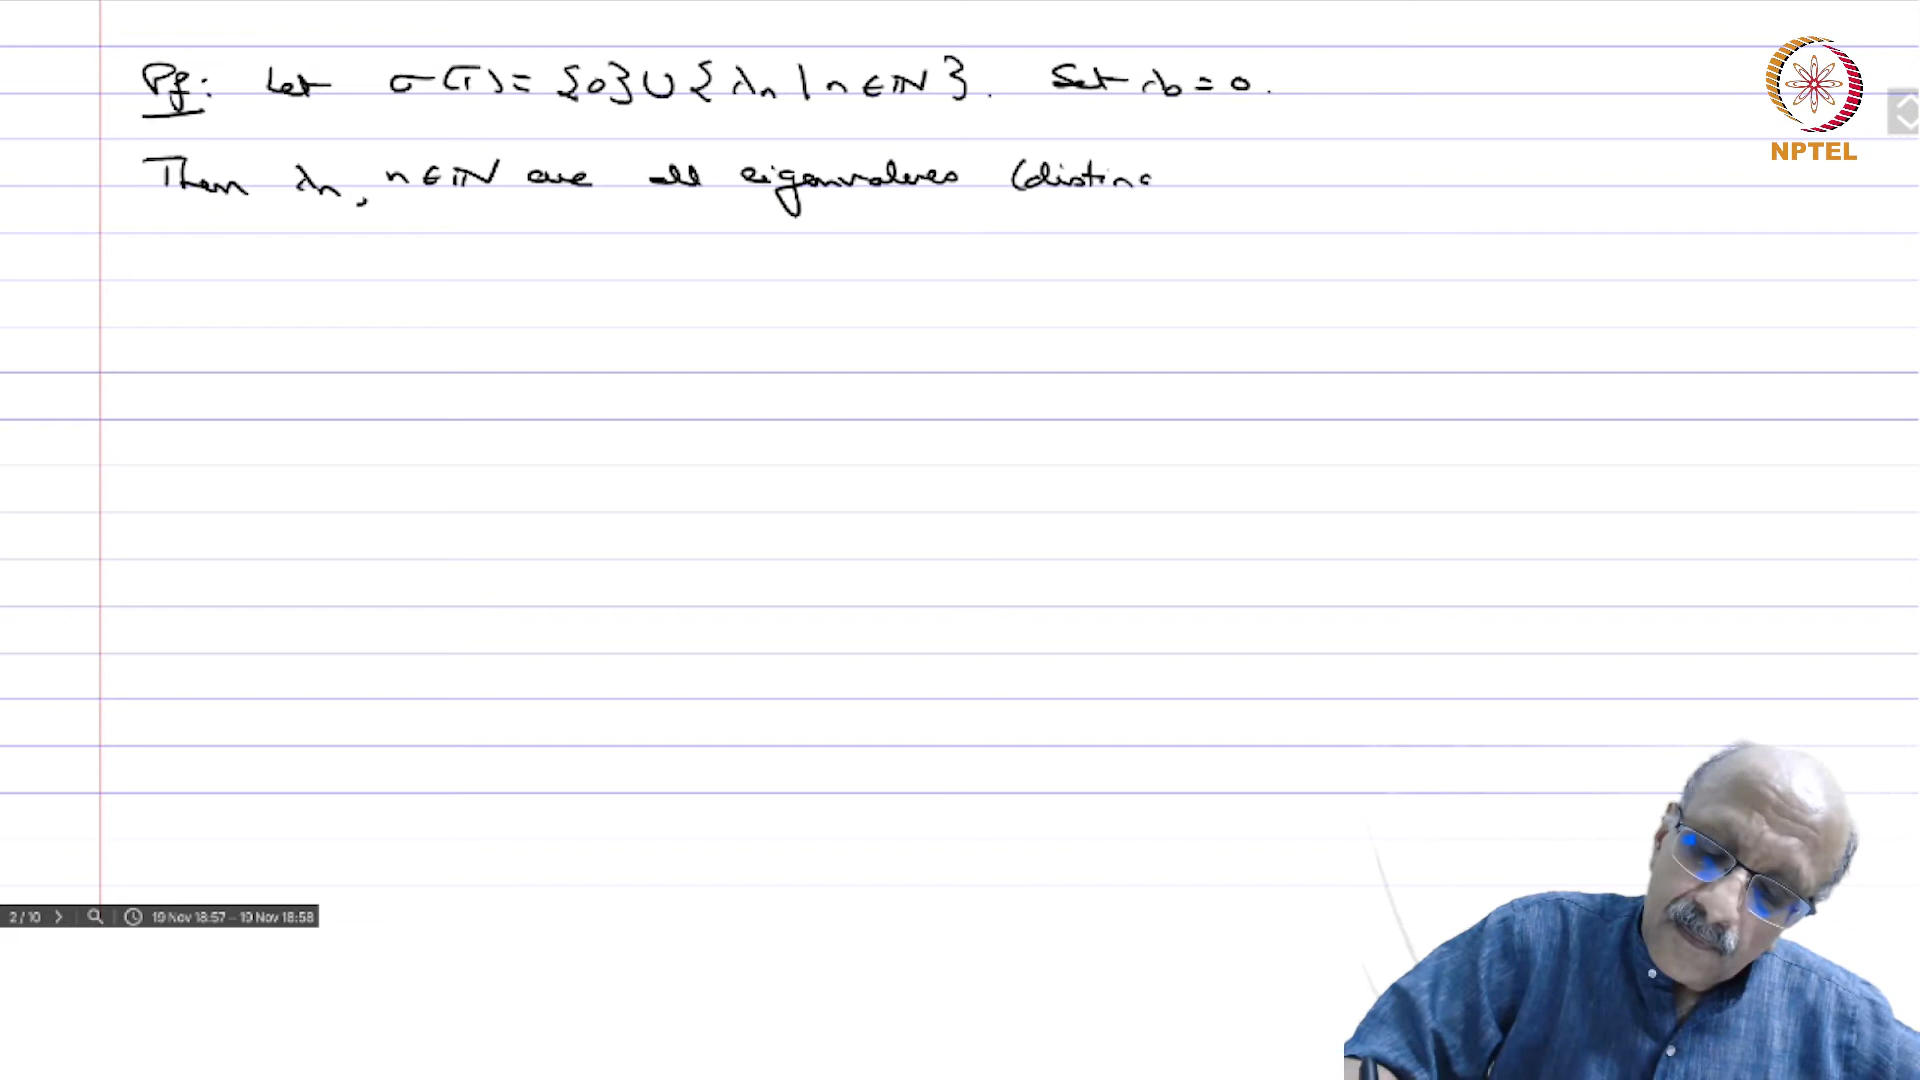 Pf: Let σ(T) = {0} ∪ {λn | n ∈ ℕ}. Set λ0 = 0.
NPTEL
Then λn, n ∈ ℕ are all eigenvalues (distinc
2 / 10 19 Nov 18:57 – 19 Nov 18:58